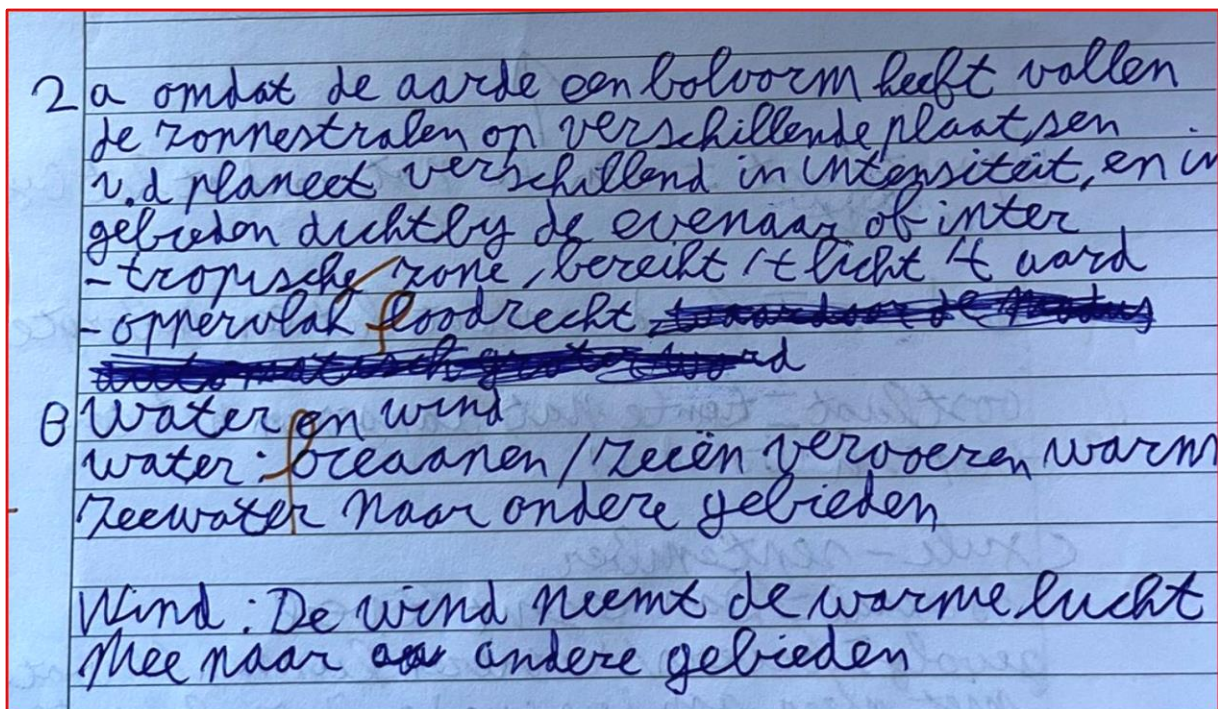 2 a omdat de aarde een bolvorm heeft vallen
de zonnestralen op verschillende plaatsen
v.d planeet verschillend in intensiteit, en in
gebieden dichtby de evenaar of inter
-tropische zone, bereikt 't licht 't aard
-oppervlak loodrecht
B Water en wind
water: oceaanen / zeeën vervoeren warm
zeewater naar andere gebieden
Wind: De wind neemt de warme lucht
Mee naar andere gebieden